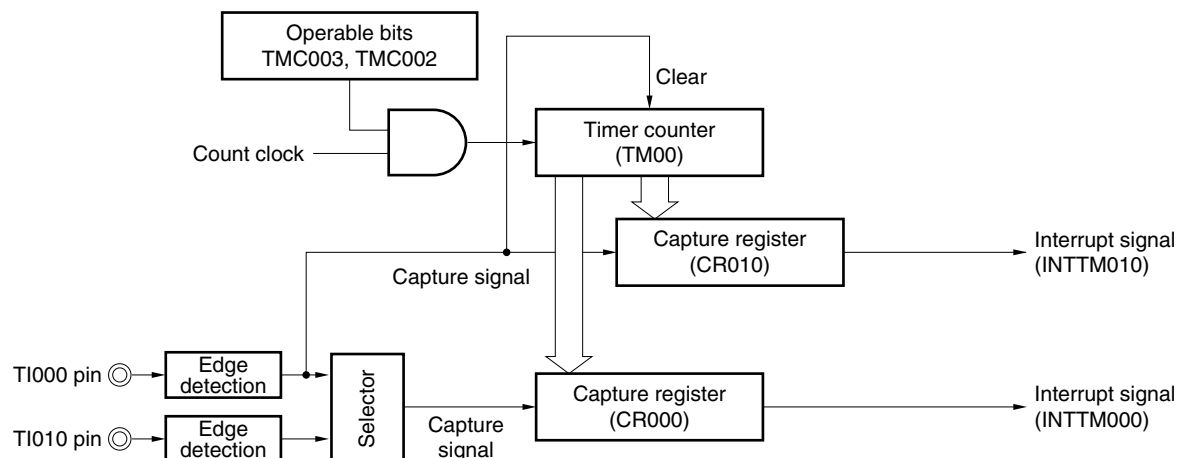 Operable bits
TMC003, TMC002
Clear
Timer counter
(TM00)
Count clock
Capture register
(CR010)
Interrupt signal
(INTTM010)
Capture signal
TI000 pin
Edge
detection
Selector
Capture register
(CR000)
Interrupt signal
(INTTM000)
TI010 pin
Edge
detection
Capture
signal